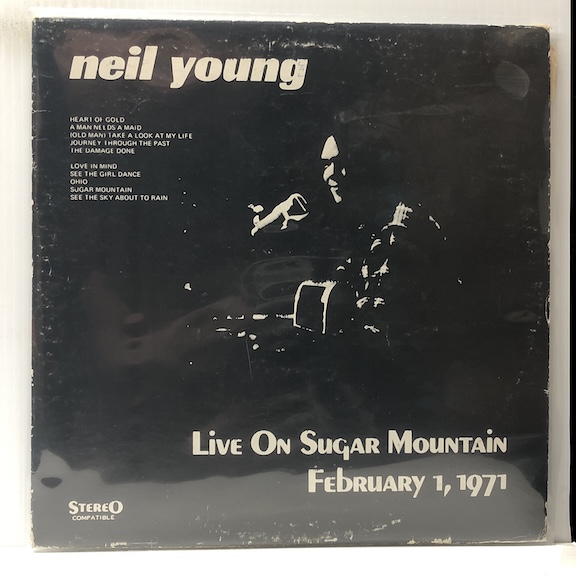 neil young
HEART OF GOLD
A MAN NEEDS A MAID
(OLD MAN) TAKE A LOOK AT MY LIFE
JOURNEY THROUGH THE PAST
THE DAMAGE DONE
LOVE IN MIND
SEE THE GIRL DANCE
OHIO
SUGAR MOUNTAIN
SEE THE SKY ABOUT TO RAIN
Live On Sugar Mountain
February 1, 1971
STEREO
COMPATIBLE